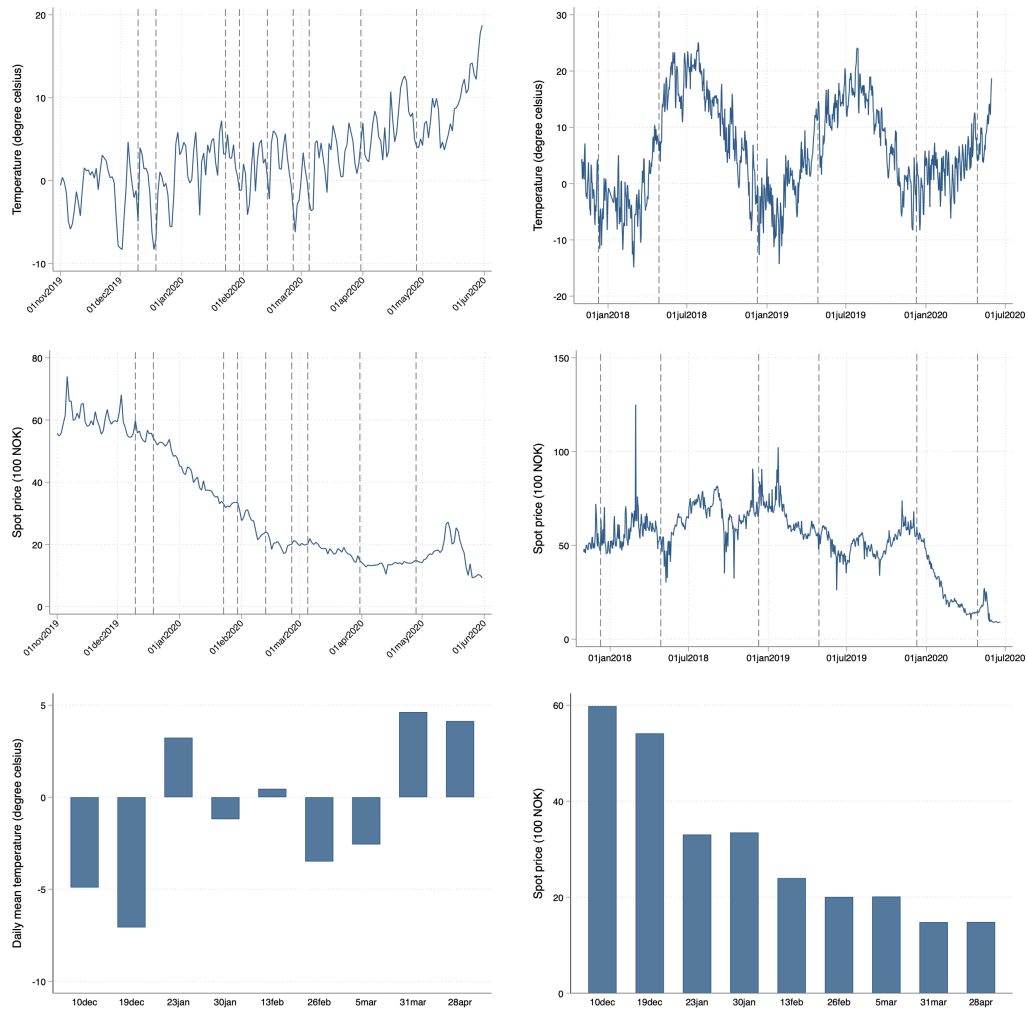 Temperature (degree celsius)
20
10
0
-10
01nov2019
01dec2019
01jan2020
01feb2020
01mar2020
01apr2020
01may2020
01jun2020
Temperature (degree celsius)
30
20
10
0
-10
-20
01jan2018
01jul2018
01jan2019
01jul2019
01jan2020
01jul2020
Spot price (100 NOK)
80
60
40
20
0
01nov2019
01dec2019
01jan2020
01feb2020
01mar2020
01apr2020
01may2020
01jun2020
Spot price (100 NOK)
150
100
50
0
01jan2018
01jul2018
01jan2019
01jul2019
01jan2020
01jul2020
Daily mean temperature (degree celsius)
5
0
-5
-10
10dec
19dec
23jan
30jan
13feb
26feb
5mar
31mar
28apr
Spot price (100 NOK)
60
40
20
0
10dec
19dec
23jan
30jan
13feb
26feb
5mar
31mar
28apr